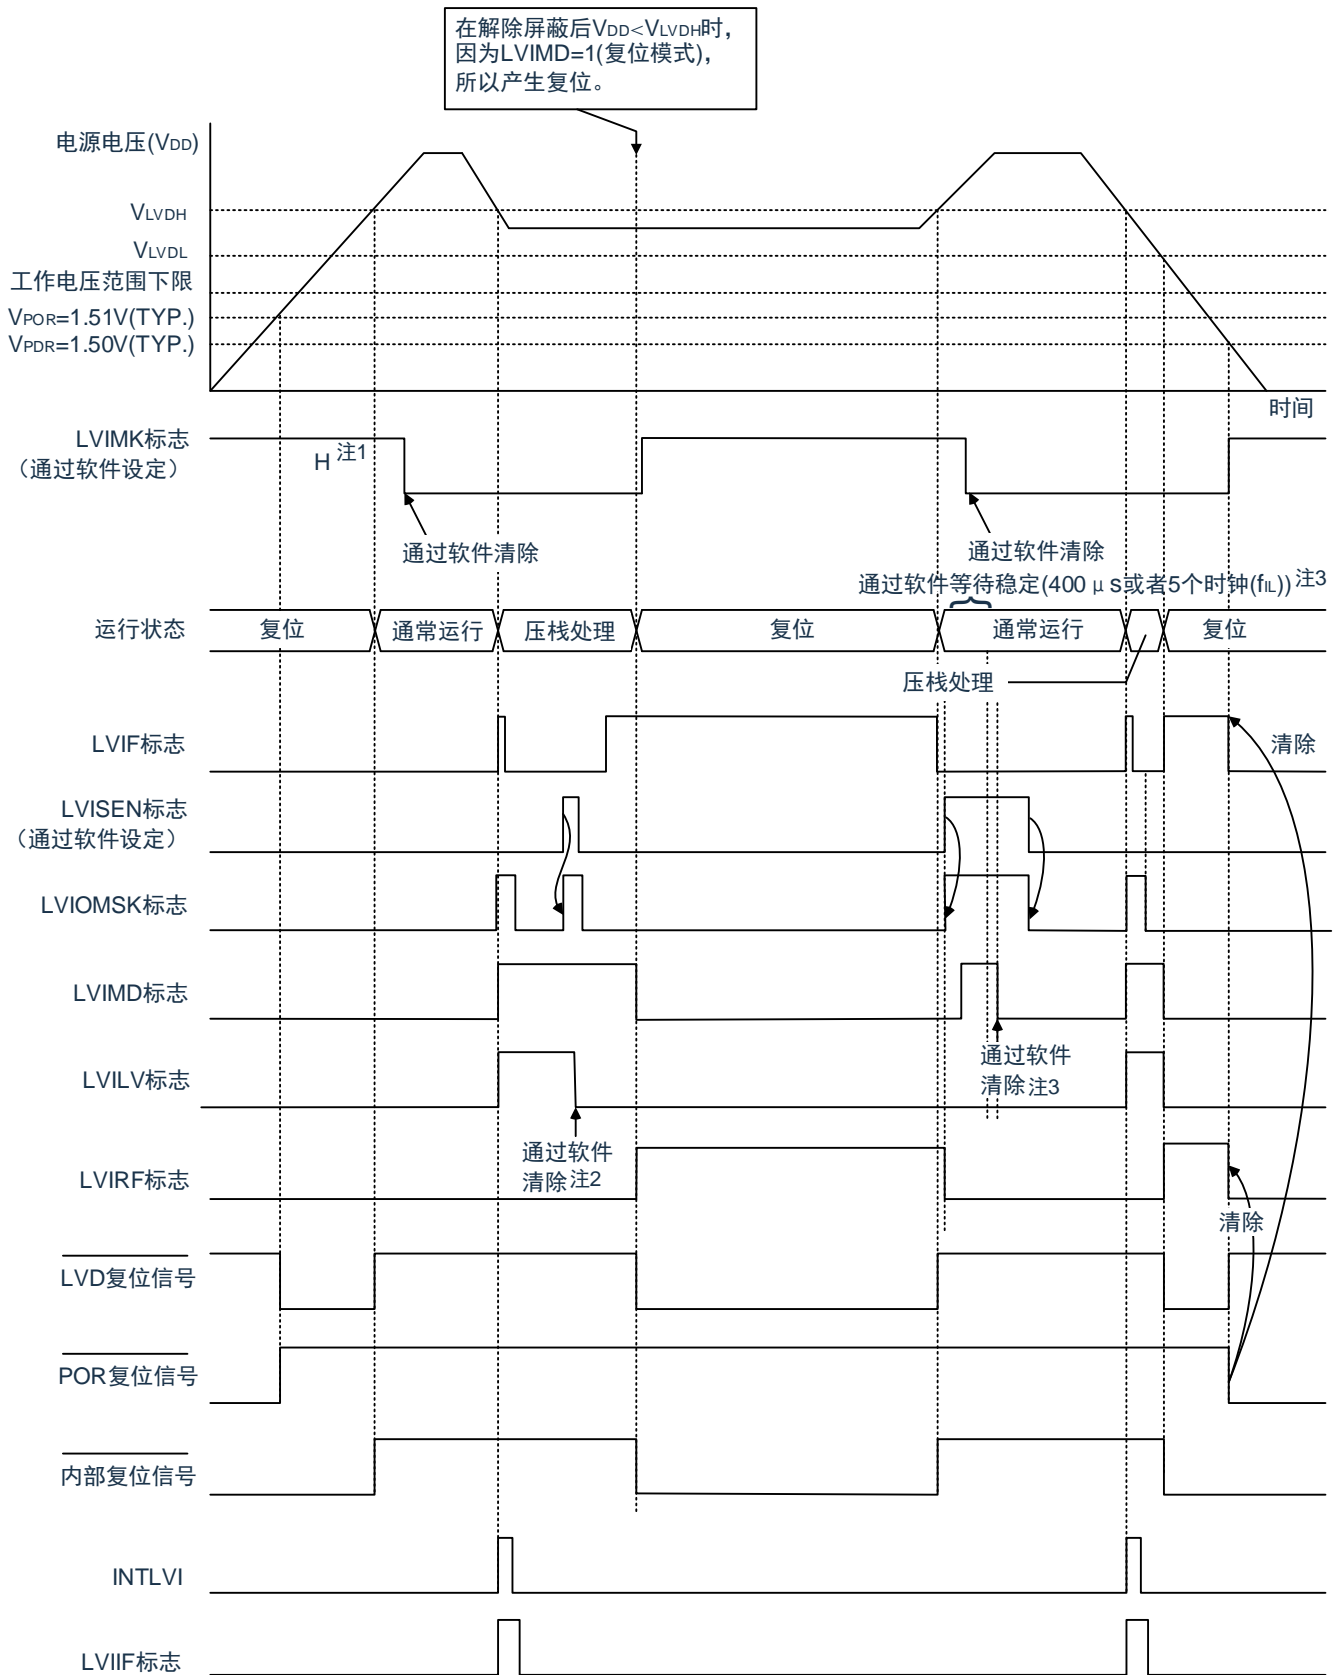 在解除屏蔽后VDD<VLVDH时,
因为LVIMD=1(复位模式),
所以产生复位。
电源电压(VDD)
VLVDH
VLVDL
工作电压范围下限
VPOR=1.51V(TYP.)
VPDR=1.50V(TYP.)
时间
LVIMK标志
（通过软件设定）
H 注1
通过软件清除
通过软件清除
通过软件等待稳定(400 μ s或者5个时钟(fIL)) 注3
运行状态
复位
通常运行
压栈处理
复位
通常运行
复位
压栈处理
LVIF标志
清除
LVISEN标志
（通过软件设定）
LVIOMSK标志
LVIMD标志
通过软件
清除注3
LVILV标志
通过软件
清除注2
LVIRF标志
清除
LVD复位信号
POR复位信号
内部复位信号
INTLVI
LVIIF标志